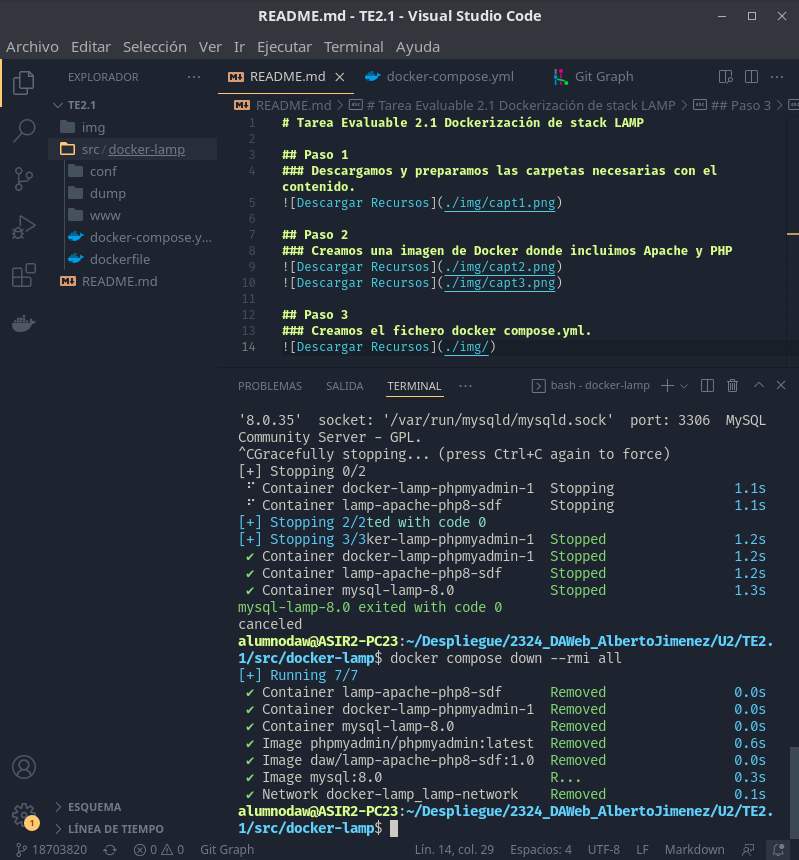 README.md - TE2.1 - Visual Studio Code
Archivo Editar Selección Ver Ir Ejecutar Terminal Ayuda
EXPLORADOR ···
TE2.1
img
src / docker-lamp
conf
dump
www
docker-compose.y...
dockerfile
README.md
ESQUEMA
LÍNEA DE TIEMPO
README.md docker-compose.yml Git Graph ···
README.md > # Tarea Evaluable 2.1 Dockerización de stack LAMP > ## Paso 3 >
1 # Tarea Evaluable 2.1 Dockerización de stack LAMP
2
3 ## Paso 1
4 ### Descargamos y preparamos las carpetas necesarias con el
contenido.
5 ![Descargar Recursos](./img/capt1.png)
6
7 ## Paso 2
8 ### Creamos una imagen de Docker donde incluimos Apache y PHP
9 ![Descargar Recursos](./img/capt2.png)
10 ![Descargar Recursos](./img/capt3.png)
11
12 ## Paso 3
13 ### Creamos el fichero docker compose.yml.
14 ![Descargar Recursos](./img/)
PROBLEMAS SALIDA TERMINAL ··· bash - docker-lamp
'8.0.35'  socket: '/var/run/mysqld/mysqld.sock'  port: 3306  MySQL
Community Server - GPL.
^CGracefully stopping... (press Ctrl+C again to force)
[+] Stopping 0/2
⠋ Container docker-lamp-phpmyadmin-1 Stopping 1.1s
⠋ Container lamp-apache-php8-sdf Stopping 1.1s
[+] Stopping 2/2ted with code 0
[+] Stopping 3/3ker-lamp-phpmyadmin-1 Stopped 1.2s
✔ Container docker-lamp-phpmyadmin-1 Stopped 1.2s
✔ Container lamp-apache-php8-sdf Stopped 1.2s
✔ Container mysql-lamp-8.0 Stopped 1.3s
mysql-lamp-8.0 exited with code 0
canceled
alumnodaw@ASIR2-PC23:~/Despliegue/2324_DAWeb_AlbertoJimenez/U2/TE2.
1/src/docker-lamp$ docker compose down --rmi all
[+] Running 7/7
✔ Container lamp-apache-php8-sdf Removed 0.0s
✔ Container docker-lamp-phpmyadmin-1 Removed 0.0s
✔ Container mysql-lamp-8.0 Removed 0.0s
✔ Image phpmyadmin/phpmyadmin:latest Removed 0.6s
✔ Image daw/lamp-apache-php8-sdf:1.0 Removed 0.0s
✔ Image mysql:8.0 R... 0.3s
✔ Network docker-lamp_lamp-network Removed 0.1s
alumnodaw@ASIR2-PC23:~/Despliegue/2324_DAWeb_AlbertoJimenez/U2/TE2.
1/src/docker-lamp$
1
18703820 0 0 Git Graph Lín. 14, col. 29 Espacios: 4 UTF-8 LF Markdown